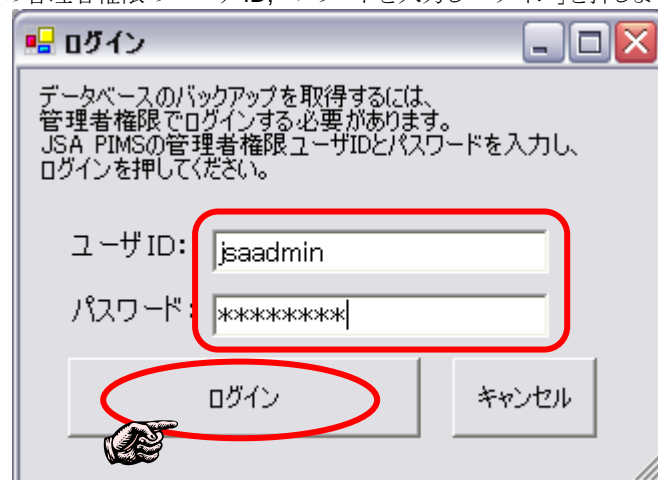 ログイン
データベースのバックアップを取得するには、
管理者権限でログインする必要があります。
JSA PIMSの管理者権限ユーザIDとパスワードを入力し、
ログインを押してください。
ユーザID:
jsaadmin
パスワード:
********
ログイン
キャンセル